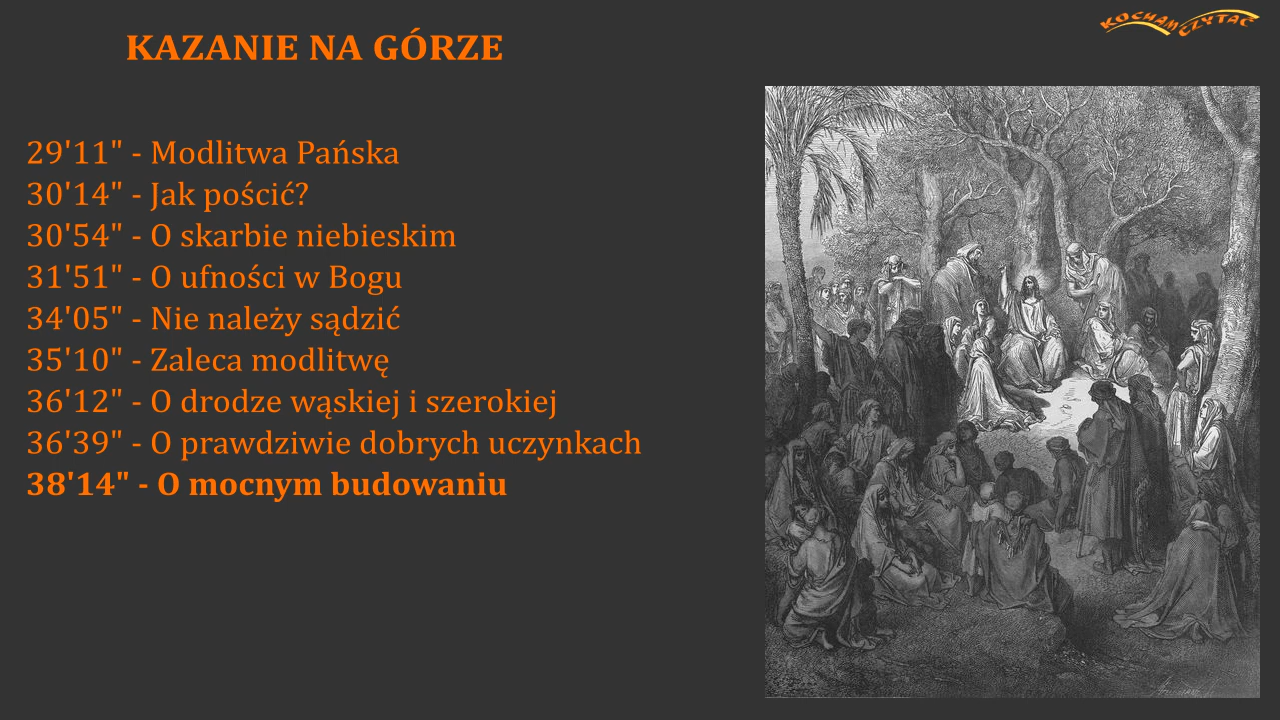 KAZANIE NA GÓRZE
KOCHAM CZYTAĆ
29'11" - Modlitwa Pańska
30'14" - Jak pościć?
30'54" - O skarbie niebieskim
31'51" - O ufności w Bogu
34'05" - Nie należy sądzić
35'10" - Zaleca modlitwę
36'12" - O drodze wąskiej i szerokiej
36'39" - O prawdziwie dobrych uczynkach
38'14" - O mocnym budowaniu